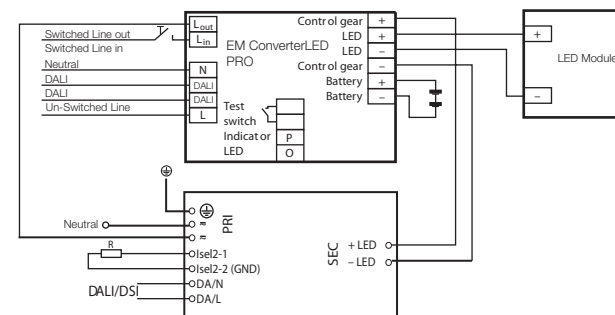 Switched Line out
Switched Line in
Neutral
DALI
DALI
Un-Switched Line
Lout
Lin
N
DALI
DALI
L
EM ConverterLED
PRO
Test
switch
Indicator
LED
P
O
Control gear +
LED +
LED –
Control gear –
Battery +
Battery –
+
–
LED Module
Neutral
R
DALI/DSI
PRI
=
=
Isel2-1
Isel2-2 (GND)
DA/N
DA/L
SEC
+ LED
– LED